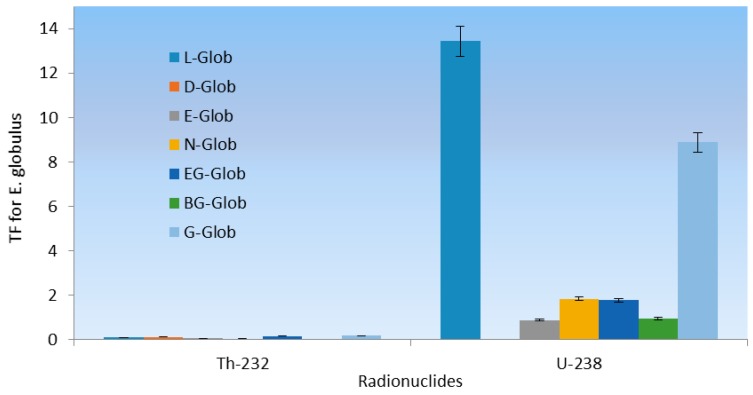 14
12
10
8
6
4
2
0
TF for E. globulus
L-Glob
D-Glob
E-Glob
N-Glob
EG-Glob
BG-Glob
G-Glob
Th-232
U-238
Radionuclides